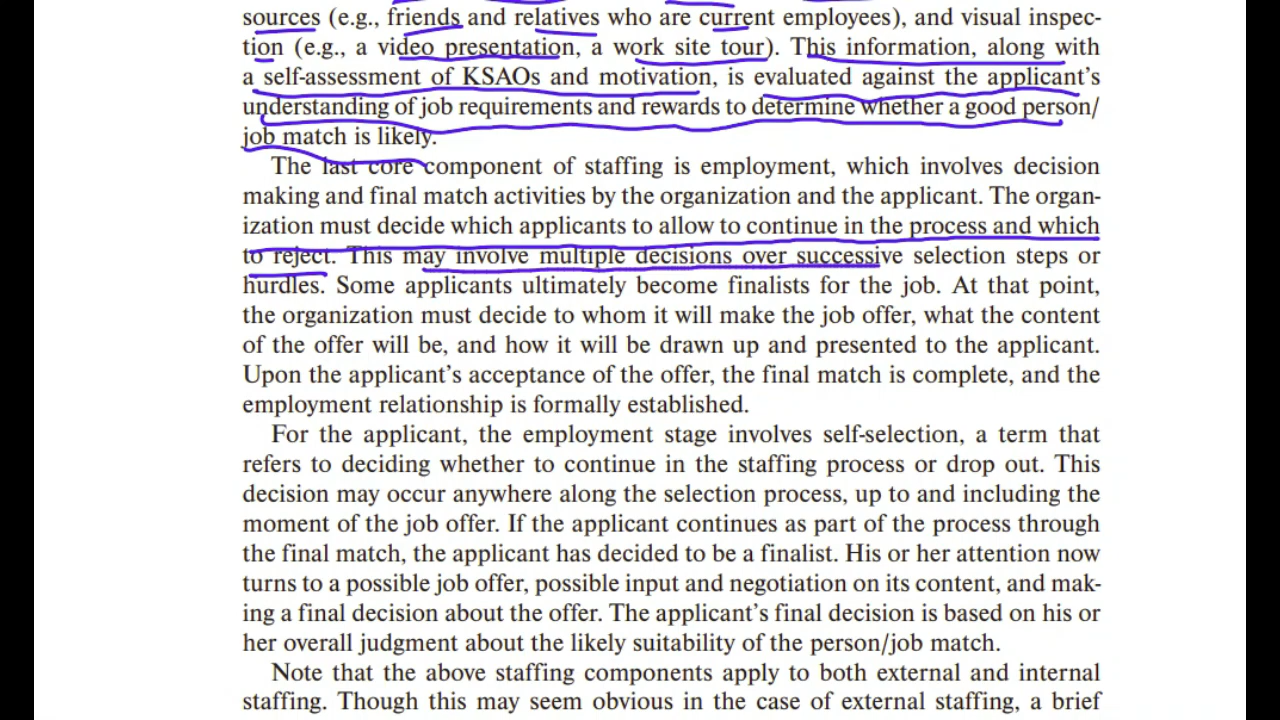 sources (e.g., friends and relatives who are current employees), and visual inspec-
tion (e.g., a video presentation, a work site tour). This information, along with
a self-assessment of KSAOs and motivation, is evaluated against the applicant's
understanding of job requirements and rewards to determine whether a good person/
job match is likely.
The last core component of staffing is employment, which involves decision
making and final match activities by the organization and the applicant. The organ-
ization must decide which applicants to allow to continue in the process and which
to reject. This may involve multiple decisions over successive selection steps or
hurdles. Some applicants ultimately become finalists for the job. At that point,
the organization must decide to whom it will make the job offer, what the content
of the offer will be, and how it will be drawn up and presented to the applicant.
Upon the applicant's acceptance of the offer, the final match is complete, and the
employment relationship is formally established.
For the applicant, the employment stage involves self-selection, a term that
refers to deciding whether to continue in the staffing process or drop out. This
decision may occur anywhere along the selection process, up to and including the
moment of the job offer. If the applicant continues as part of the process through
the final match, the applicant has decided to be a finalist. His or her attention now
turns to a possible job offer, possible input and negotiation on its content, and mak-
ing a final decision about the offer. The applicant's final decision is based on his or
her overall judgment about the likely suitability of the person/job match.
Note that the above staffing components apply to both external and internal
staffing. Though this may seem obvious in the case of external staffing, a brief